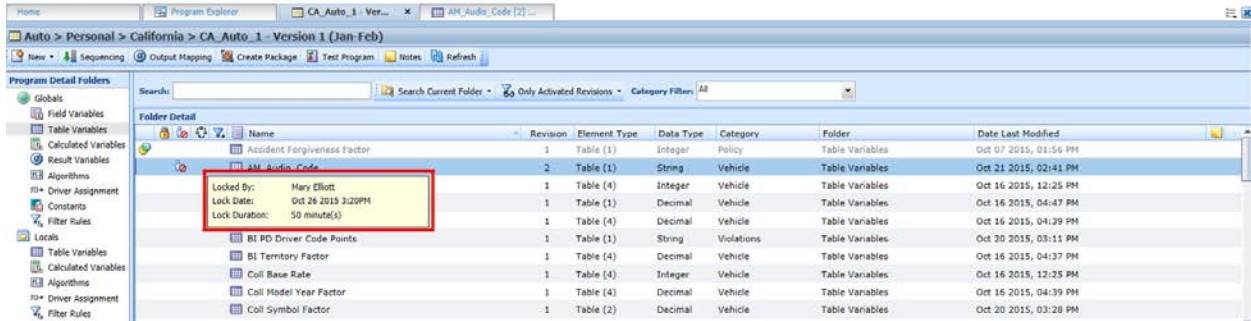 Home Program Explorer CA_Auto_1 - Ver... x AM_Audio_Code [2] ...
Auto > Personal > California > CA_Auto_1 - Version 1 (Jan-Feb)
New Sequencing Output Mapping Create Package Test Program Notes Refresh
Program Detail Folders
Globals
Field Variables
Table Variables
Calculated Variables
Result Variables
Algorithms
Driver Assignment
Constants
Filter Rules
Locals
Table Variables
Calculated Variables
Algorithms
Driver Assignment
Filter Rules
Search: Search Current Folder Only Activated Revisions Category Filter: All
Folder Detail
Name Revision Element Type Data Type Category Folder Date Last Modified
Accident Forgiveness Factor 1 Table (1) Integer Policy Table Variables Oct 07 2015, 01:56 PM
AM_Audio_Code 2 Table (1) String Vehicle Table Variables Oct 21 2015, 02:41 PM
1 Table (4) Integer Vehicle Table Variables Oct 16 2015, 12:25 PM
1 Table (1) Decimal Vehicle Table Variables Oct 16 2015, 04:47 PM
1 Table (4) Decimal Vehicle Table Variables Oct 16 2015, 04:39 PM
Locked By: Mary Elliott
Lock Date: Oct 26 2015 3:20PM
Lock Duration: 50 minute(s)
BI PD Driver Code Points 1 Table (1) String Violations Table Variables Oct 20 2015, 03:11 PM
BI Territory Factor 1 Table (4) Decimal Vehicle Table Variables Oct 16 2015, 04:37 PM
Coll Base Rate 1 Table (4) Integer Vehicle Table Variables Oct 16 2015, 12:25 PM
Coll Model Year Factor 1 Table (4) Decimal Vehicle Table Variables Oct 16 2015, 04:39 PM
Coll Symbol Factor 1 Table (2) Decimal Vehicle Table Variables Oct 20 2015, 03:28 PM